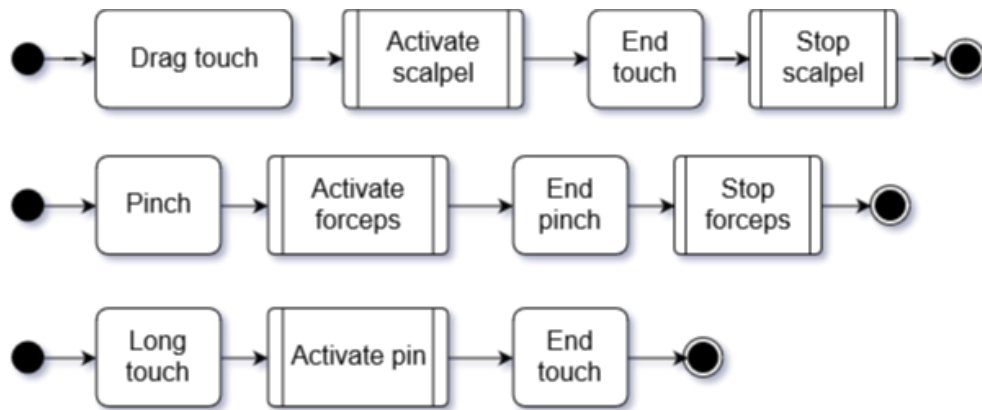 Drag touch
Activate
scalpel
End
touch
Stop
scalpel
Pinch
Activate
forceps
End
pinch
Stop
forceps
Long
touch
Activate pin
End
touch